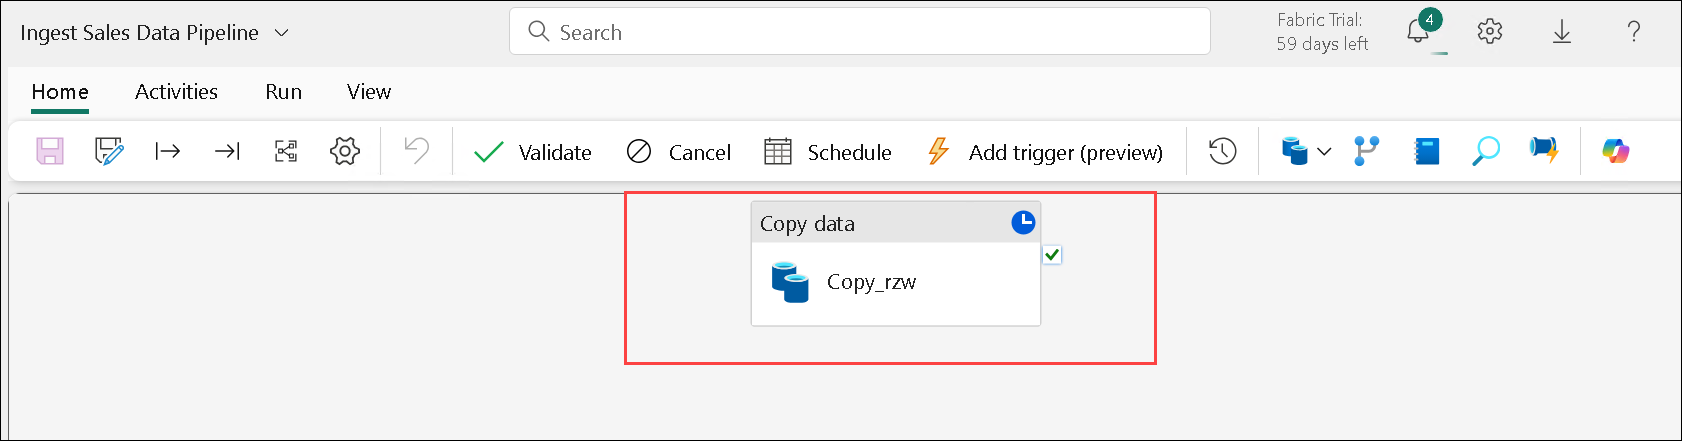 Ingest Sales Data Pipeline
Search
Fabric Trial:
59 days left
4
?
Home Activities Run View
Validate Cancel Schedule Add trigger (preview)
Copy data
Copy_rzw